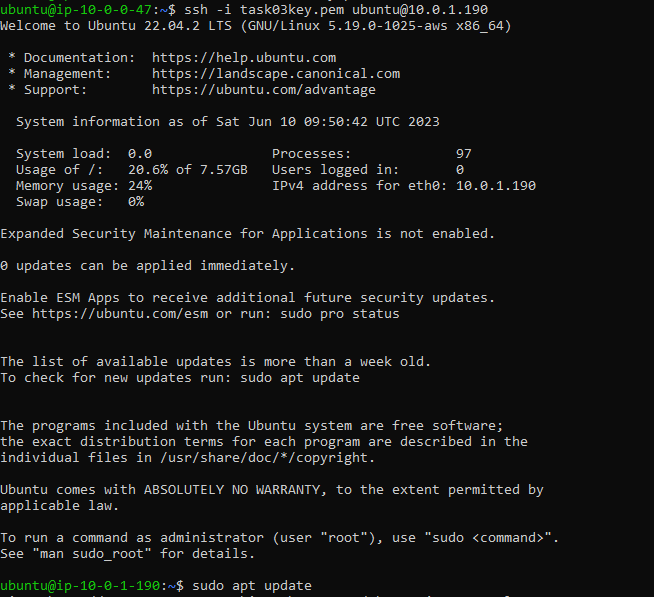 ubuntu@ip-10-0-0-47:~$ ssh -i task03key.pem ubuntu@10.0.1.190
Welcome to Ubuntu 22.04.2 LTS (GNU/Linux 5.19.0-1025-aws x86_64)
* Documentation: https://help.ubuntu.com
* Management: https://landscape.canonical.com
* Support: https://ubuntu.com/advantage
System information as of Sat Jun 10 09:50:42 UTC 2023
System load: 0.0 Processes: 97
Usage of /: 20.6% of 7.57GB Users logged in: 0
Memory usage: 24% IPv4 address for eth0: 10.0.1.190
Swap usage: 0%
Expanded Security Maintenance for Applications is not enabled.
0 updates can be applied immediately.
Enable ESM Apps to receive additional future security updates.
See https://ubuntu.com/esm or run: sudo pro status
The list of available updates is more than a week old.
To check for new updates run: sudo apt update
The programs included with the Ubuntu system are free software;
the exact distribution terms for each program are described in the
individual files in /usr/share/doc/*/copyright.
Ubuntu comes with ABSOLUTELY NO WARRANTY, to the extent permitted by
applicable law.
To run a command as administrator (user "root"), use "sudo <command>".
See "man sudo_root" for details.
ubuntu@ip-10-0-1-190:~$ sudo apt update